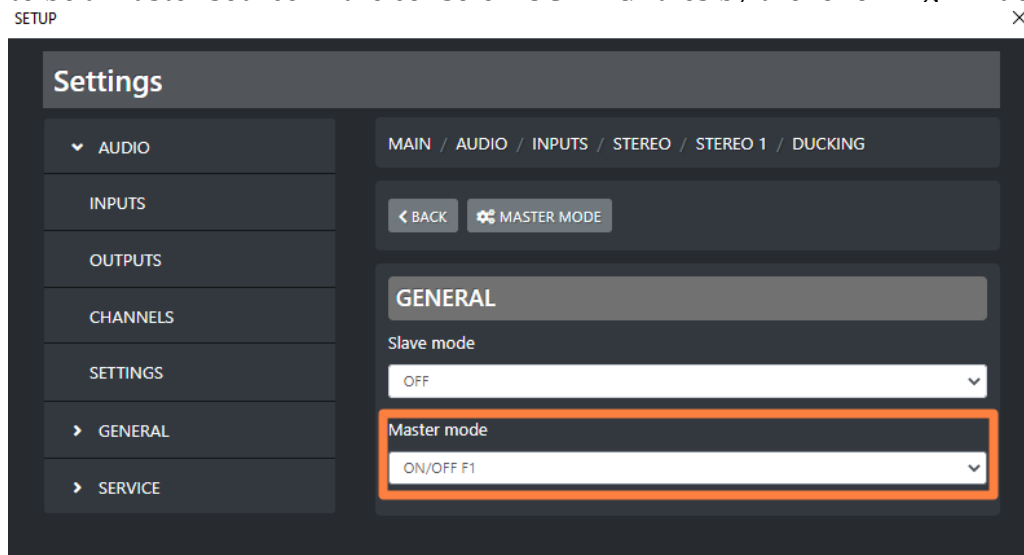 SETUP
Settings
AUDIO
INPUTS
OUTPUTS
CHANNELS
SETTINGS
GENERAL
SERVICE
MAIN / AUDIO / INPUTS / STEREO / STEREO 1 / DUCKING
BACK
MASTER MODE
GENERAL
Slave mode
OFF
Master mode
ON/OFF F1